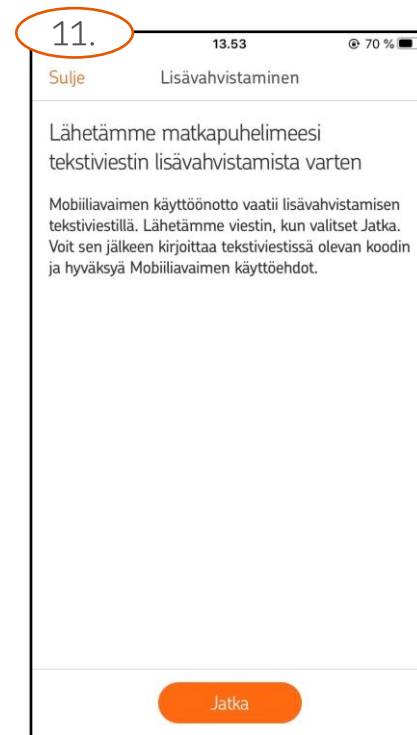 11.
13.53
70 %
Sulje
Lisävahvistaminen
Lähetämme matkapuhelimeesi
tekstiviestin lisävahvistamista varten
Mobiiliavaimen käyttöönotto vaatii lisävahvistamisen
tekstiviestillä. Lähetämme viestin, kun valitset Jatka.
Voit sen jälkeen kirjoittaa tekstiviestissä olevan koodin
ja hyväksyä Mobiiliavaimen käyttöehdot.
Jatka